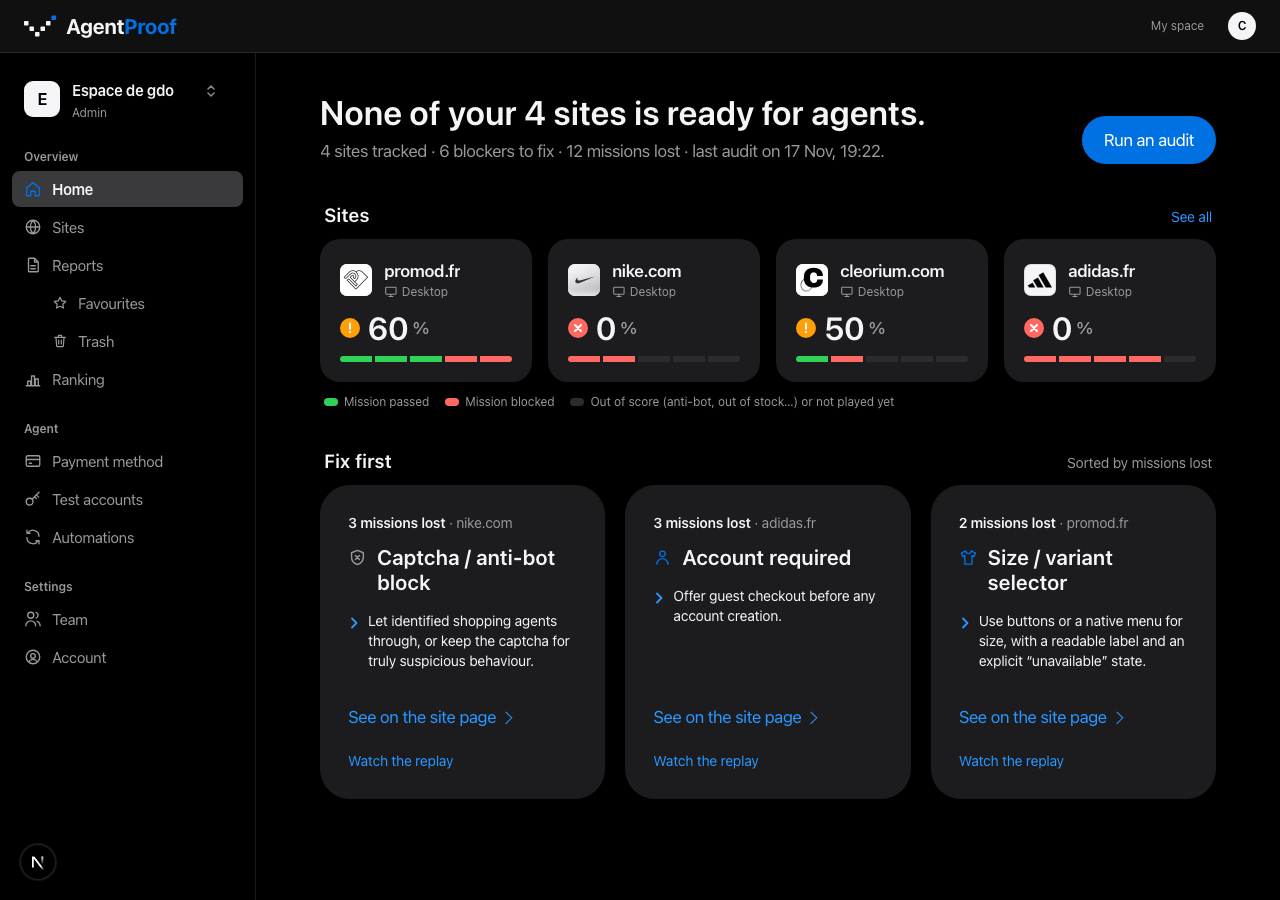 AgentProof
My space
C
E
Espace de gdo
Admin
Overview
Home
Sites
Reports
Favourites
Trash
Ranking
Agent
Payment method
Test accounts
Automations
Settings
Team
Account
N
None of your 4 sites is ready for agents.
4 sites tracked · 6 blockers to fix · 12 missions lost · last audit on 17 Nov, 19:22.
Run an audit
Sites
See all
promod.fr
Desktop
60 %
nike.com
Desktop
0 %
C
cleorium.com
Desktop
50 %
adidas.fr
Desktop
0 %
Mission passed
Mission blocked
Out of score (anti-bot, out of stock…) or not played yet
Fix first
Sorted by missions lost
3 missions lost · nike.com
Captcha / anti-bot
block
Let identified shopping agents
through, or keep the captcha for
truly suspicious behaviour.
See on the site page
Watch the replay
3 missions lost · adidas.fr
Account required
Offer guest checkout before any
account creation.
See on the site page
Watch the replay
2 missions lost · promod.fr
Size / variant
selector
Use buttons or a native menu for
size, with a readable label and an
explicit “unavailable” state.
See on the site page
Watch the replay